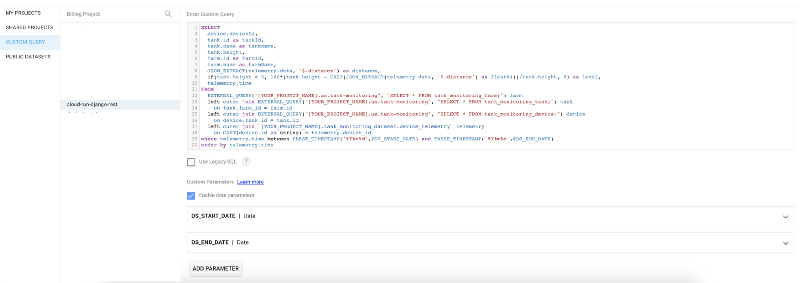 MY PROJECTS
SHARED PROJECTS
CUSTOM QUERY
PUBLIC DATASETS
Billing Project
cloud-run-django-rest
Enter Custom Query
1 SELECT
2 device.deviceId,
3 tank.id as tankId,
4 tank.name as tankName,
5 tank.height,
6 farm.id as farmId,
7 farm.name as farmName,
8 JSON_EXTRACT(telemetry.data, '$.distance') as distance,
9 if(tank.height > 0, 100*(tank.height - CAST(JSON_EXTRACT(telemetry.data, '$.distance') as float64))/tank.height, 0) as level,
10 telemetry.time
11 FROM
12 EXTERNAL_QUERY("[YOUR_PROJECT_NAME].us.tank-monitoring", "SELECT * FROM tank_monitoring_farm;") farm
13 left outer join EXTERNAL_QUERY("[YOUR_PROJECT_NAME].us.tank-monitoring", "SELECT * FROM tank_monitoring_tank;") tank
14 on tank.farm_id = farm.id
15 left outer join EXTERNAL_QUERY("[YOUR_PROJECT_NAME].us.tank-monitoring", "SELECT * FROM tank_monitoring_device;") device
16 on device.tank_id = tank.id
17 left outer join `[YOUR_PROJECT_NAME].tank_monitoring_dataset.device_telemetry` telemetry
18 on CAST(device.id as string) = telemetry.device_id
19 where telemetry.time between PARSE_TIMESTAMP('%Y%m%d',@DS_START_DATE) and PARSE_TIMESTAMP('%Y%m%d',@DS_END_DATE)
20 order by telemetry.time
Use Legacy SQL ?
Custom Parameters Learn more
Enable date parameters
DS_START_DATE | Date
DS_END_DATE | Date
ADD PARAMETER